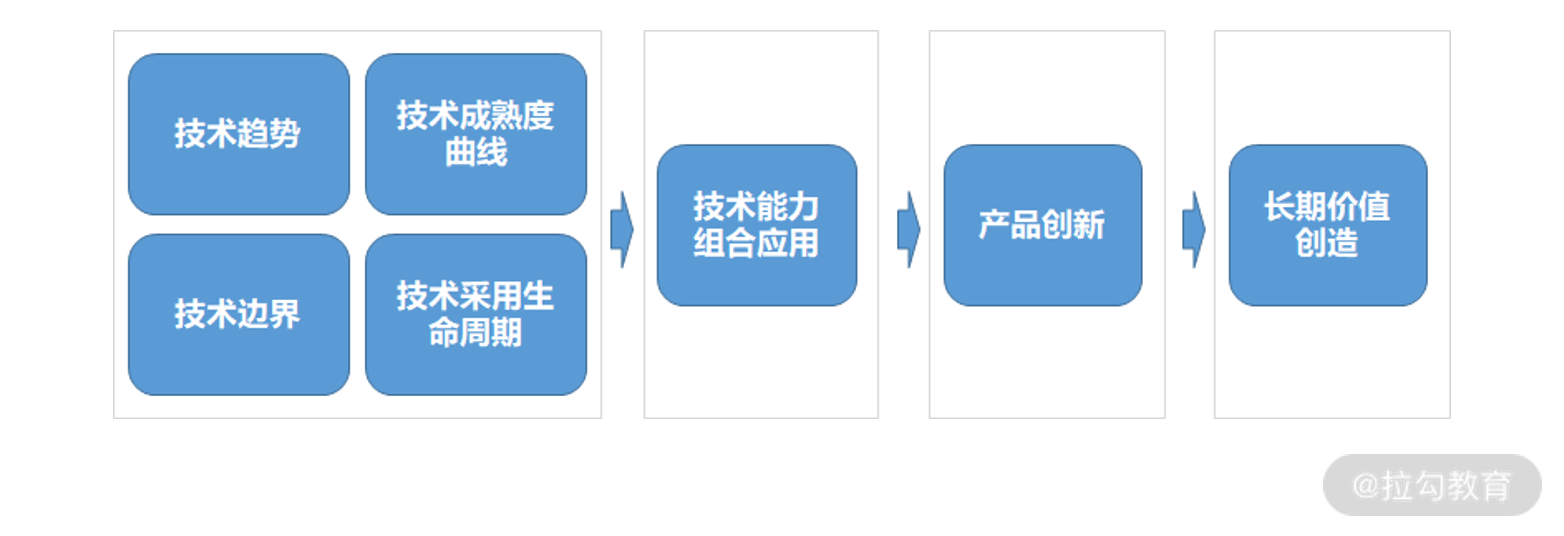 技术趋势
技术成熟度
曲线
技术边界
技术采用生
命周期
技术能力
组合应用
产品创新
长期价值
创造
@拉勾教育